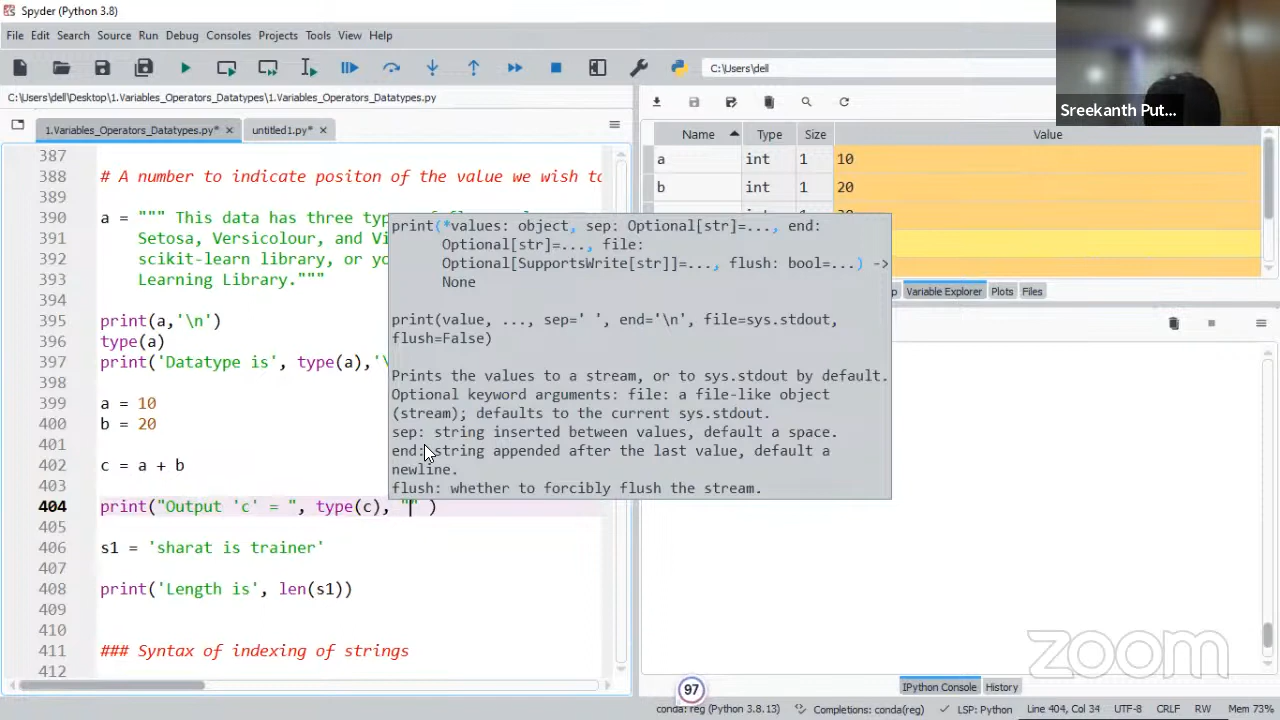 Spyder (Python 3.8)
File Edit Search Source Run Debug Consoles Projects Tools View Help
C:\Users\dell
Sreekanth Put...
C:\Users\dell\Desktop\1.Variables_Operators_Datatypes\1.Variables_Operators_Datatypes.py
1.Variables_Operators_Datatypes.py* untitled1.py*
Name Type Size Value
a int 1 10
b int 1 20
387
388 # A number to indicate positon of the value we wish to
389
390 a = """ This data has three
391 Setosa, Versicolour, and
392 scikit-learn library, or
393 Learning Library."""
394
395 print(a,'\n')
396 type(a)
397 print('Datatype is', type(a),'\
398
399 a = 10
400 b = 20
401
402 c = a + b
403
404 print("Output 'c' = ", type(c), "" )
405
406 s1 = 'sharat is trainer'
407
408 print('Length is', len(s1))
409
410
411 ### Syntax of indexing of strings
412
print(*values: object, sep: Optional[str]=..., end:
Optional[str]=..., file:
Optional[SupportsWrite[str]]=..., flush: bool=...) ->
None
print(value, ..., sep=' ', end='\n', file=sys.stdout,
flush=False)
Prints the values to a stream, or to sys.stdout by default.
Optional keyword arguments: file: a file-like object
(stream); defaults to the current sys.stdout.
sep: string inserted between values, default a space.
end: string appended after the last value, default a
newline.
flush: whether to forcibly flush the stream.
Variable Explorer Plots Files
zoom
97
IPython Console History
conda: reg (Python 3.8.13) Completions: conda(reg) LSP: Python Line 404, Col 34 UTF-8 CRLF RW Mem 73%